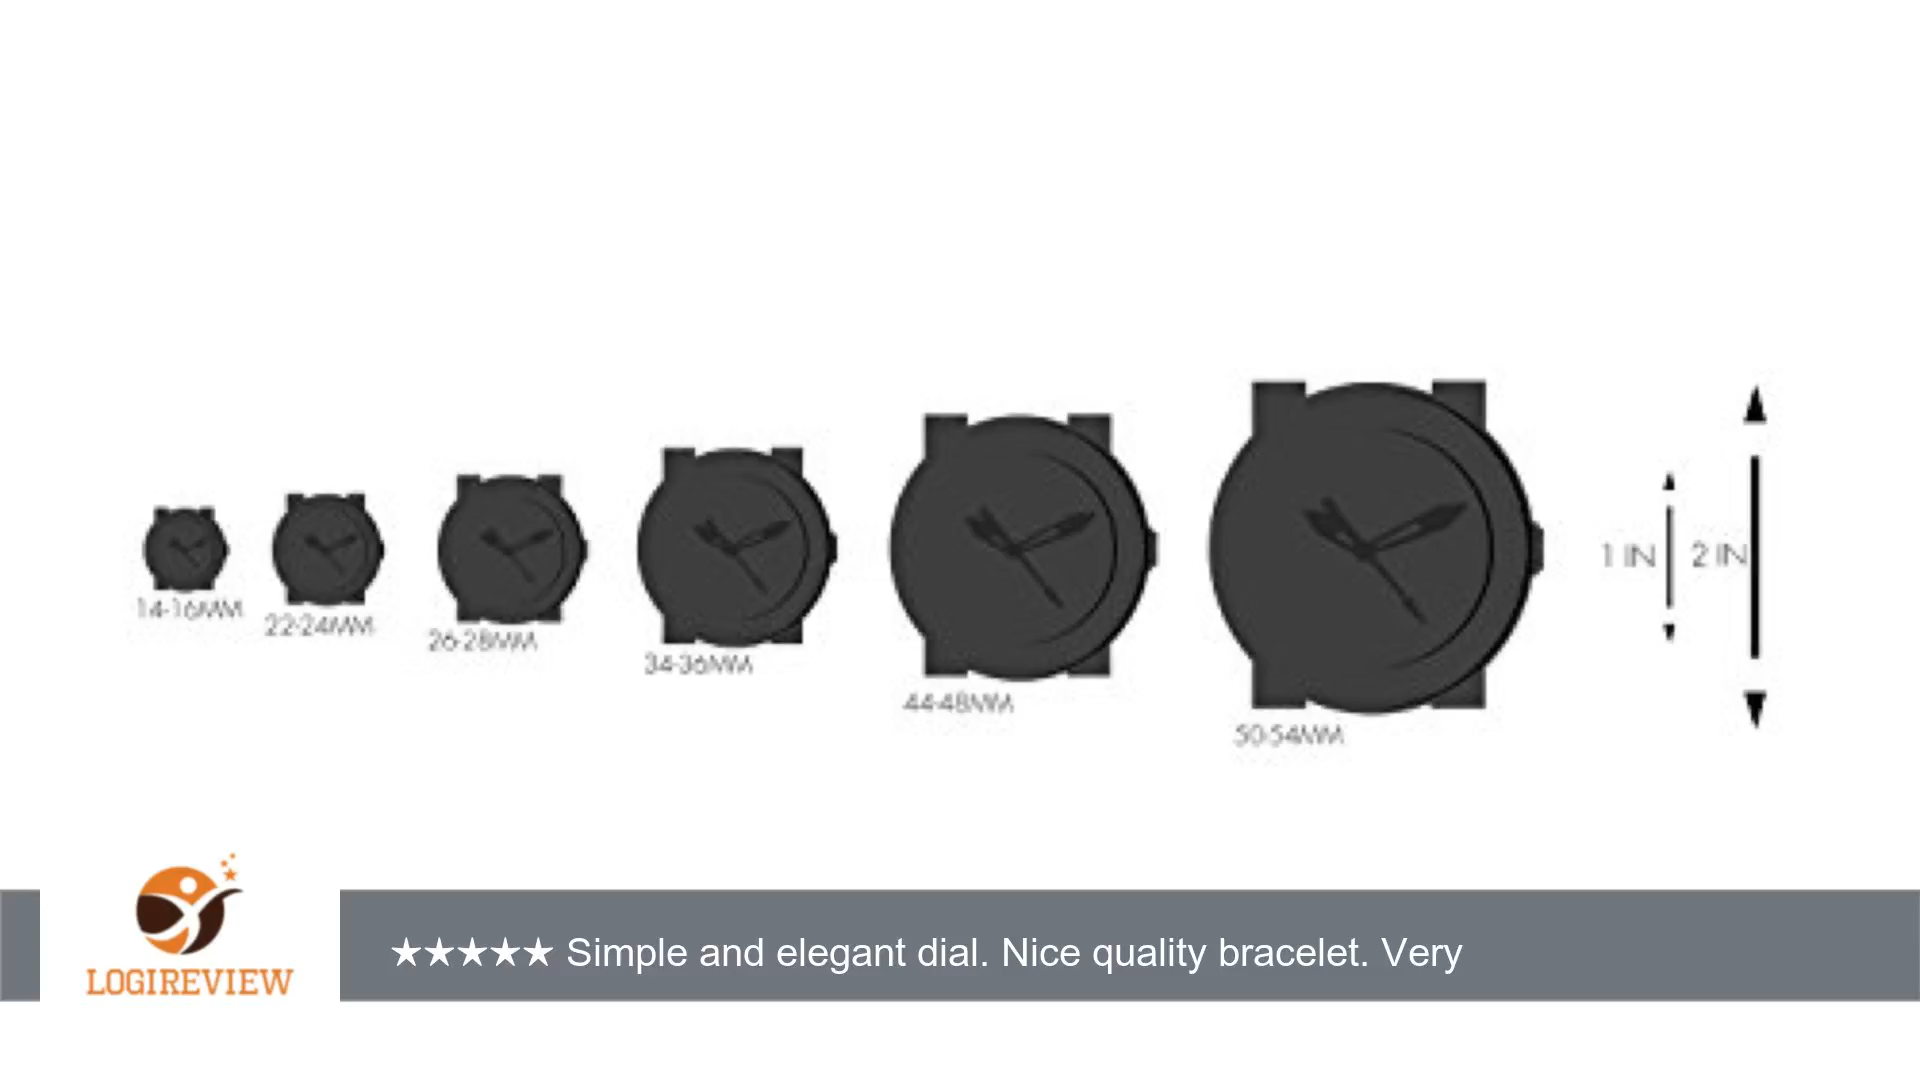 14-16MM
22-24MM
26-28MM
34-36MM
44-48MM
50-54MM
1 IN
2 IN
LOGIREVIEW
★★★★★ Simple and elegant dial. Nice quality bracelet. Very